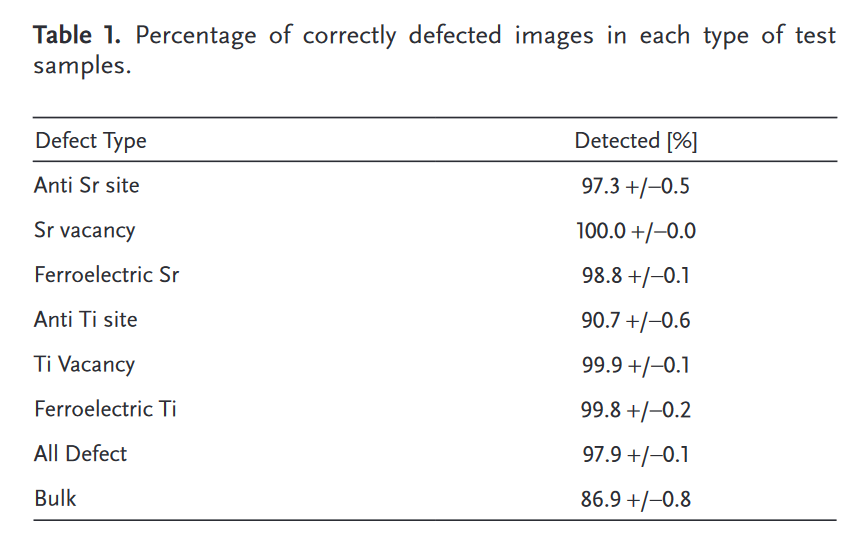 Table 1. Percentage of correctly defected images in each type of test
samples.
Defect Type Detected [%]
Anti Sr site 97.3 +/–0.5
Sr vacancy 100.0 +/–0.0
Ferroelectric Sr 98.8 +/–0.1
Anti Ti site 90.7 +/–0.6
Ti Vacancy 99.9 +/–0.1
Ferroelectric Ti 99.8 +/–0.2
All Defect 97.9 +/–0.1
Bulk 86.9 +/–0.8